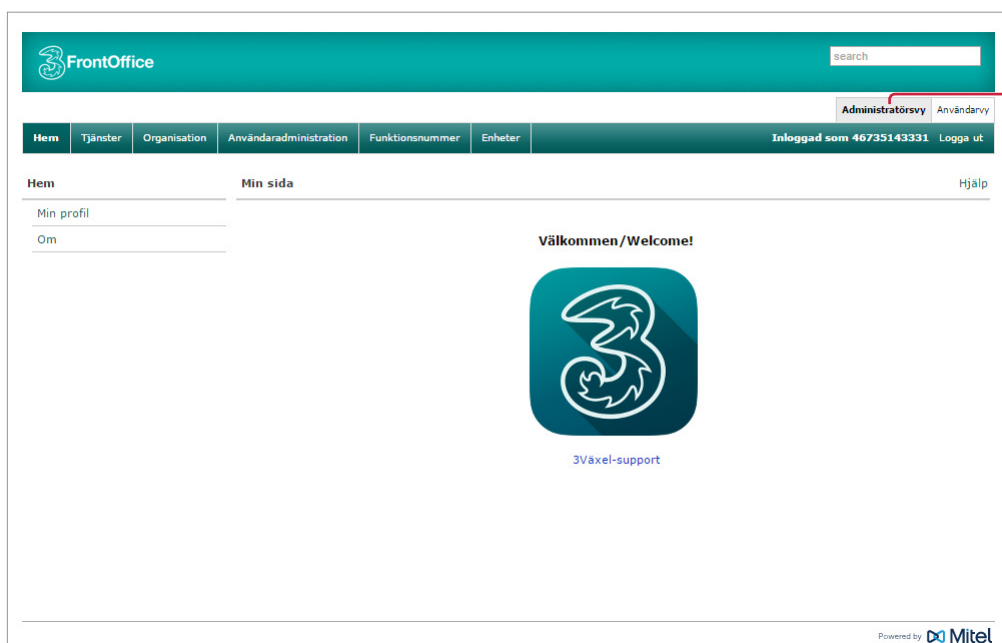 FrontOffice
search
Administratörsvy Användarvy
Hem Tjänster Organisation Användaradministration Funktionsnummer Enheter Inloggad som 46735143331 Logga ut
Hem Min sida Hjälp
Min profil
Om
Välkommen/Welcome!
3
3Växel-support
Powered by Mitel